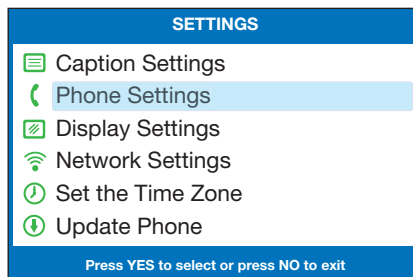 SETTINGS
Caption Settings
Phone Settings
Display Settings
Network Settings
Set the Time Zone
Update Phone
Press YES to select or press NO to exit